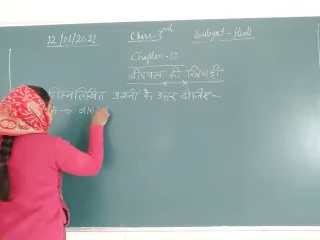 12/01/2021 Class-3rd Subject - Hindi
Chapter-10
बीरबल की खिचड़ी
निम्नलिखित प्रश्नों के उत्तर दीजिए-